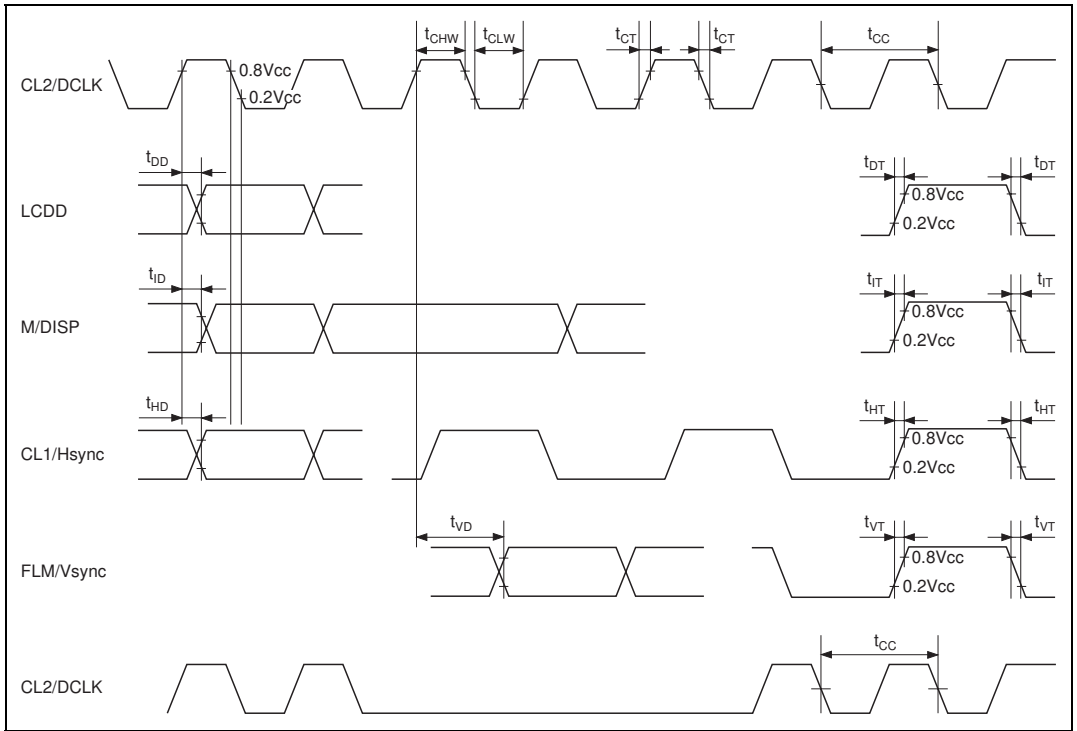 tCHW tCLW tCT tCT tCC
CL2/DCLK 0.8Vcc
0.2Vcc
tDD tDT tDT
LCDD 0.8Vcc
0.2Vcc
tID tIT tIT
M/DISP 0.8Vcc
0.2Vcc
tHD tHT tHT
CL1/Hsync 0.8Vcc
0.2Vcc
tVD tVT tVT
FLM/Vsync 0.8Vcc
0.2Vcc
tCC
CL2/DCLK